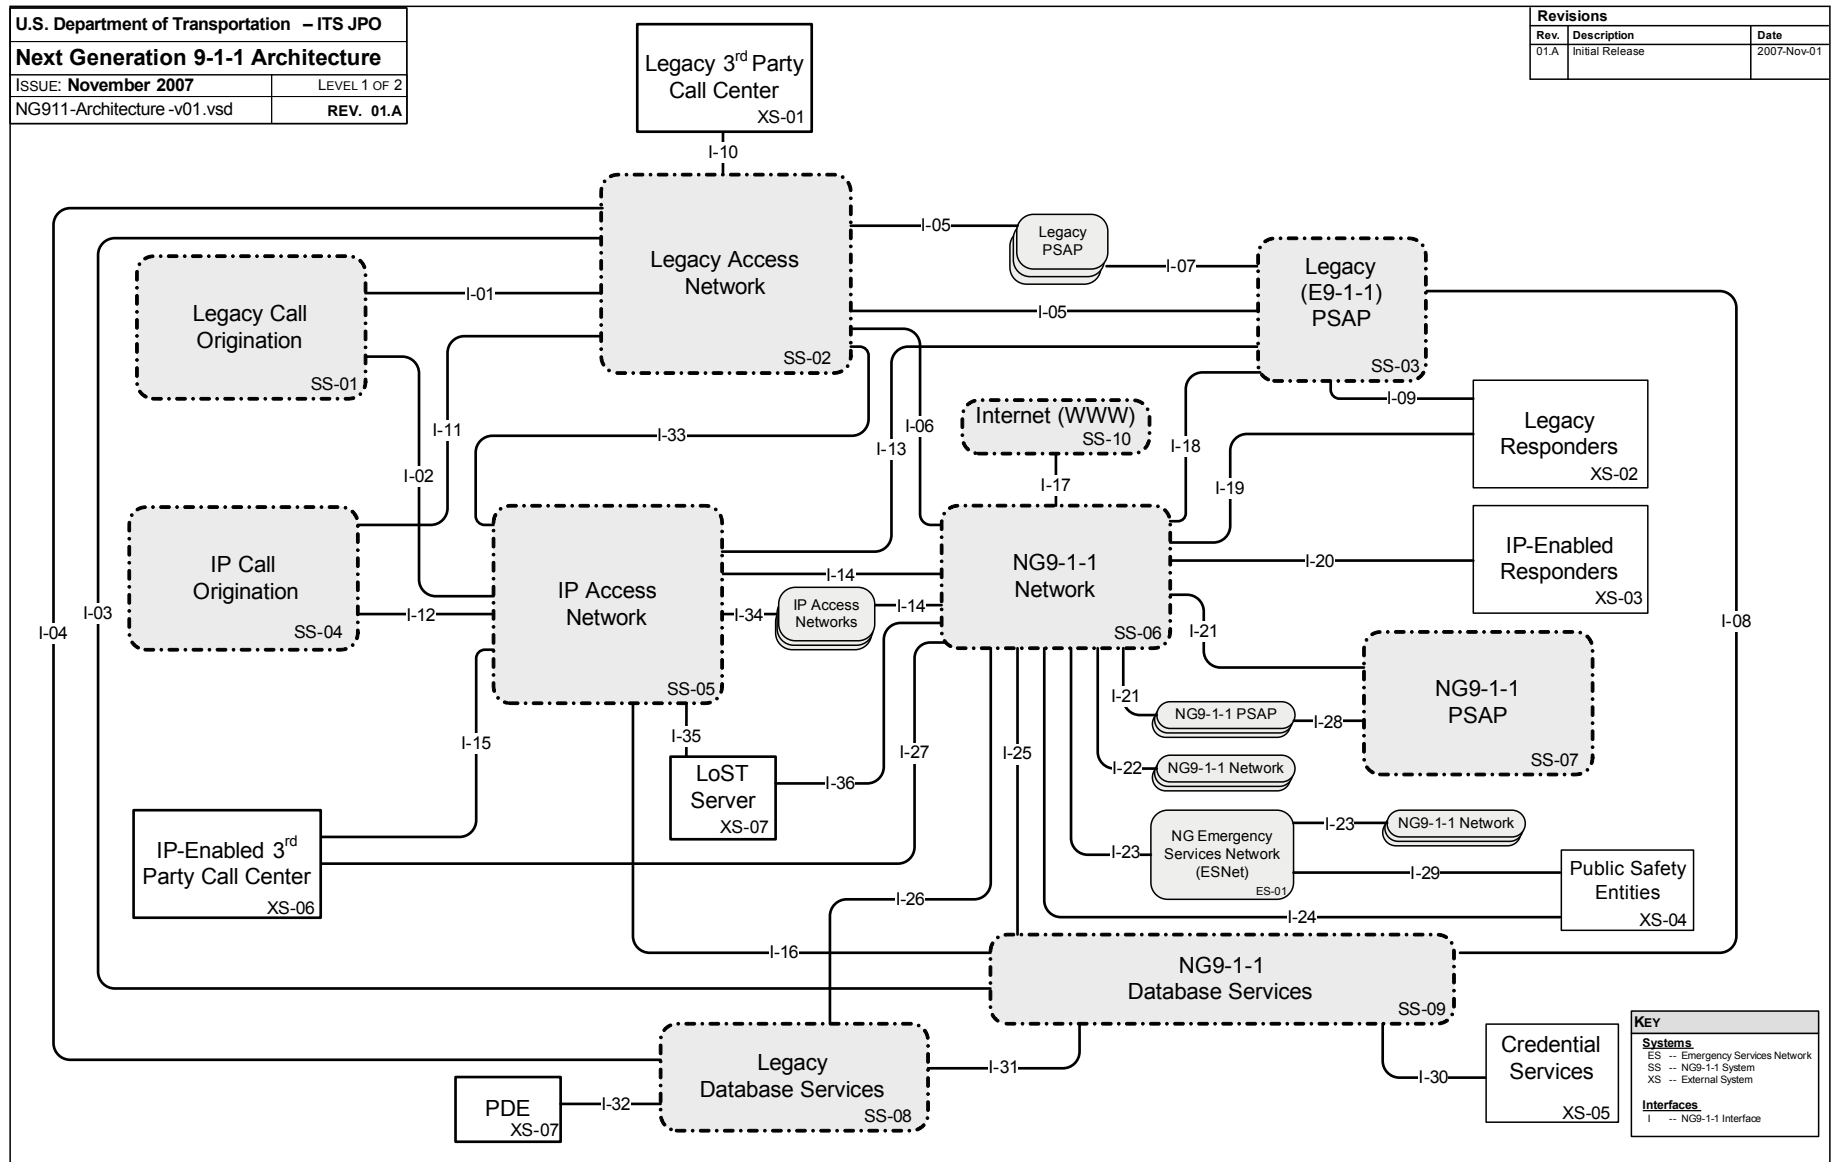 U.S. Department of Transportation – ITS JPO
Next Generation 9-1-1 Architecture
ISSUE: November 2007
LEVEL 1 OF 2
NG911-Architecture -v01.vsd
REV. 01.A
Revisions
Rev. Description Date
01.A Initial Release 2007-Nov-01
Legacy 3rd Party
Call Center
XS-01
I-10
Legacy Access
Network
SS-02
I-05
Legacy
PSAP
I-07
Legacy
(E9-1-1)
PSAP
SS-03
Legacy Call
Origination
SS-01
I-01
I-05
I-09
Legacy
Responders
XS-02
Internet (WWW)
SS-10
I-11
I-33
I-06
I-13
I-18
I-02
I-17
I-19
IP Call
Origination
SS-04
IP Access
Network
SS-05
NG9-1-1
Network
SS-06
IP-Enabled
Responders
XS-03
I-20
I-14
I-04
I-03
I-12
I-34
IP Access
Networks
I-14
I-21
I-08
NG9-1-1
PSAP
SS-07
I-21
NG9-1-1 PSAP
I-28
I-15
I-35
I-27
I-25
I-22
NG9-1-1 Network
LoST
Server
XS-07
I-36
IP-Enabled 3rd
Party Call Center
XS-06
I-23
NG Emergency
Services Network
(ESNet)
ES-01
I-23
NG9-1-1 Network
I-29
Public Safety
Entities
XS-04
I-26
I-24
I-16
NG9-1-1
Database Services
SS-09
Legacy
Database Services
SS-08
I-31
I-30
Credential
Services
XS-05
PDE
XS-07
I-32
KEY
Systems
ES -- Emergency Services Network
SS -- NG9-1-1 System
XS -- External System
Interfaces
I -- NG9-1-1 Interface